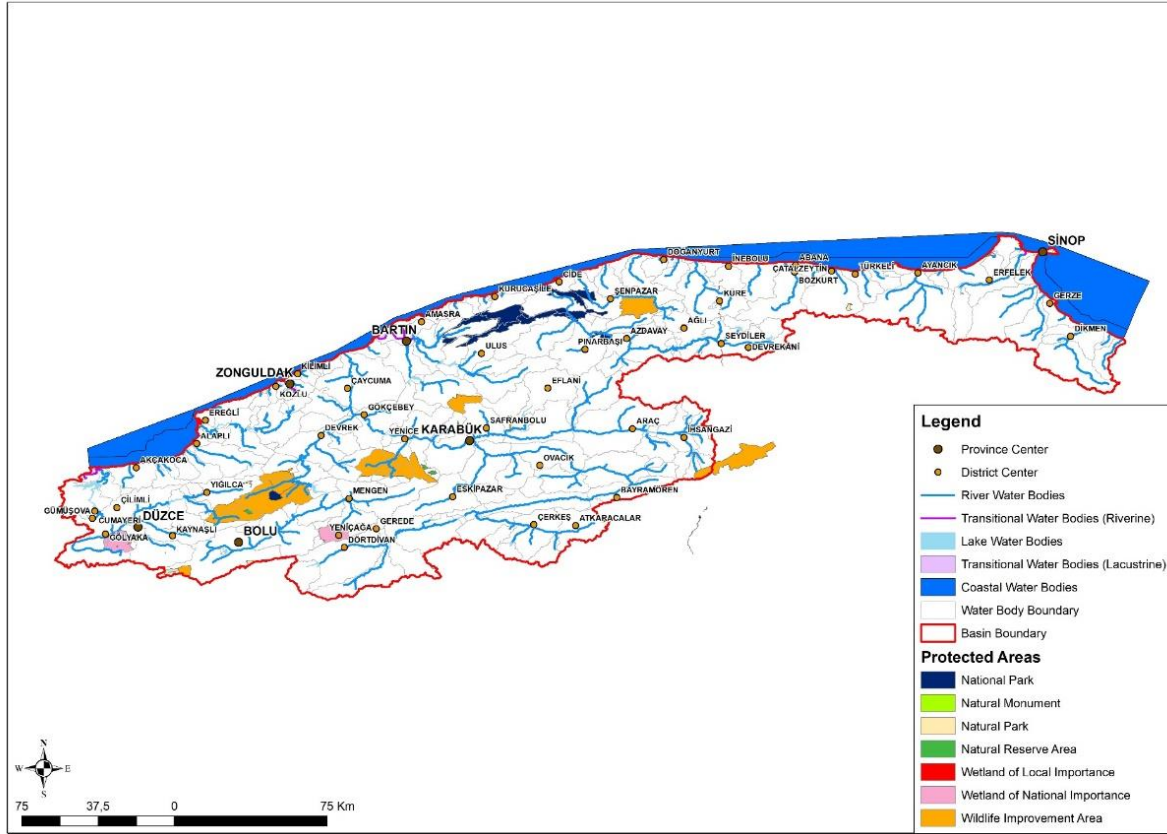 SİNOP
DOĞANYURT
İNEBOLU
ABANA
ÇATALZEYTİN
TÜRKELİ
AYANCIK
BOZKURT
ERFELEK
CİDE
KURUCAŞİLE
ŞENPAZAR
KÜRE
GERZE
AMASRA
BARTIN
AĞLI
AZDAVAY
DİKMEN
PINARBAŞI
SEYDİLER
DEVREKANİ
ULUS
KİLİMLİ
ZONGULDAK
KOZLU
ÇAYCUMA
EFLANİ
EREĞLİ
GÖKÇEBEY
SAFRANBOLU
ARAÇ
İHSANGAZİ
ALAPLI
DEVREK
YENİCE
KARABÜK
AKÇAKOCA
OVACIK
YIĞILCA
MENGEN
ESKİPAZAR
BAYRAMÖREN
ÇİLİMLİ
GÜMÜŞOVA
CUMAYERİ
DÜZCE
KAYNAŞLI
BOLU
YENİÇAĞA
GEREDE
ÇERKEŞ
ATKARACALAR
GÖLYAKA
DÖRTDİVAN
Legend
Province Center
District Center
River Water Bodies
Transitional Water Bodies (Riverine)
Lake Water Bodies
Transitional Water Bodies (Lacustrine)
Coastal Water Bodies
Water Body Boundary
Basin Boundary
Protected Areas
National Park
Natural Monument
Natural Park
Natural Reserve Area
Wetland of Local Importance
Wetland of National Importance
Wildlife Improvement Area
N
W E
S
75 37,5 0 75 Km